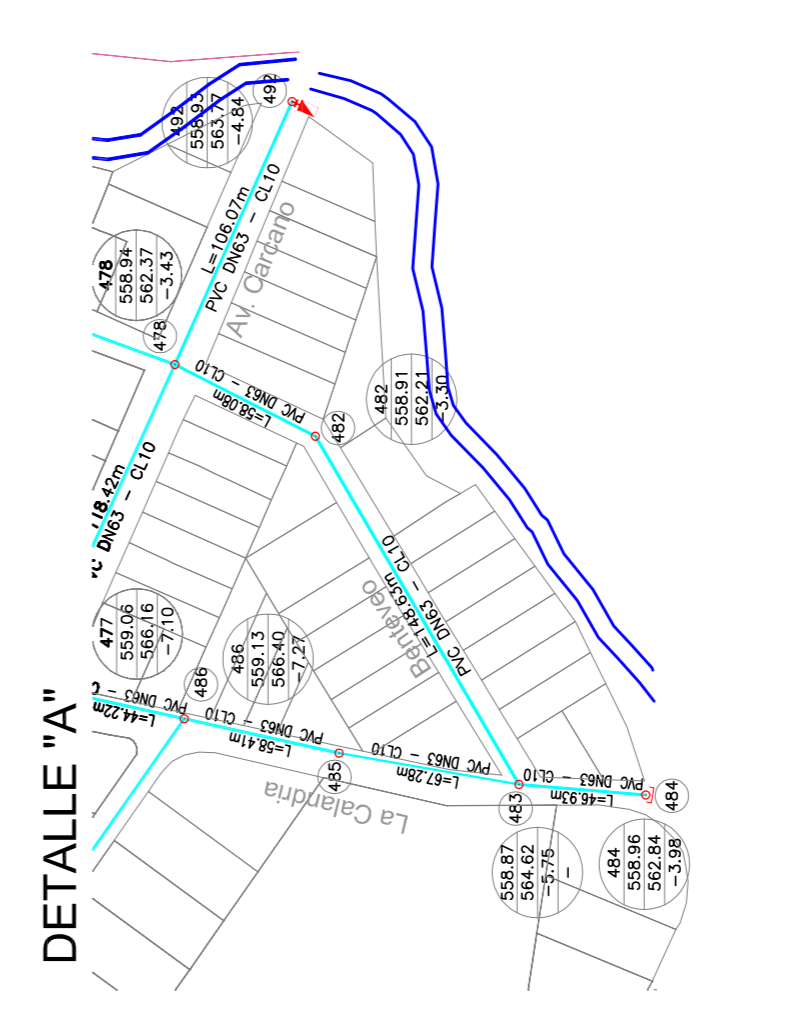 DETALLE "A"
492
492
558.93
563.77
-4.84
L=106.07m
PVC DN63 - CL10
Av. Carcano
478
558.94
562.37
-3.43
478
PVC DN63 - CL10
L=58.08m
482
482
558.91
562.21
-3.30
118.42m
DN63 - CL10
477
559.06
566.16
-7.10
486
486
559.13
566.40
-7.27
Benteveo
L=148.63m
PVC DN63 - CL10
PVC DN63 -
L=44.22m
PVC DN63 - CL10
L=58.41m
485
PVC DN63 - CL10
L=67.28m
La Calandria
483
558.87
564.62
-5.75
-
PVC DN63 - CL10
L=46.93m
484
484
558.96
562.84
-3.98